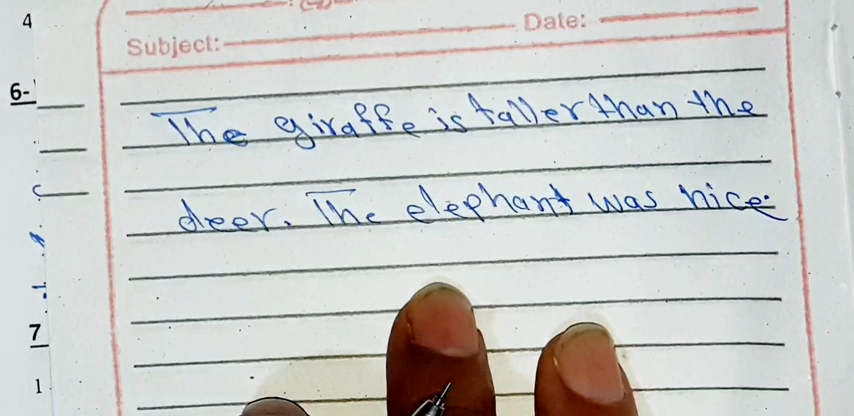 4
Subject: Date:
6-
The giraffe is taller than the
deer. The elephant was nice.
7
1